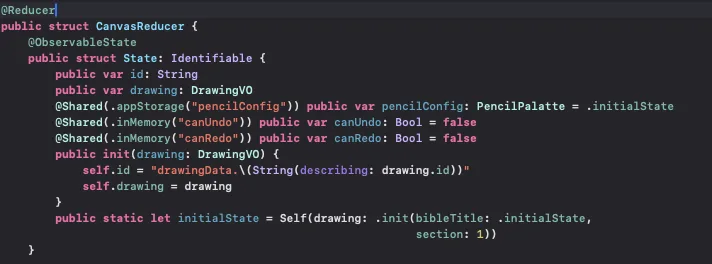 @Reducer
public struct CanvasReducer {
    @ObservableState
    public struct State: Identifiable {
        public var id: String
        public var drawing: DrawingVO
        @Shared(.appStorage("pencilConfig")) public var pencilConfig: PencilPalatte = .initialState
        @Shared(.inMemory("canUndo")) public var canUndo: Bool = false
        @Shared(.inMemory("canRedo")) public var canRedo: Bool = false
        public init(drawing: DrawingVO) {
            self.id = "drawingData.\(String(describing: drawing.id))"
            self.drawing = drawing
        }
        public static let initialState = Self(drawing: .init(bibleTitle: .initialState,
                                                             section: 1))
    }